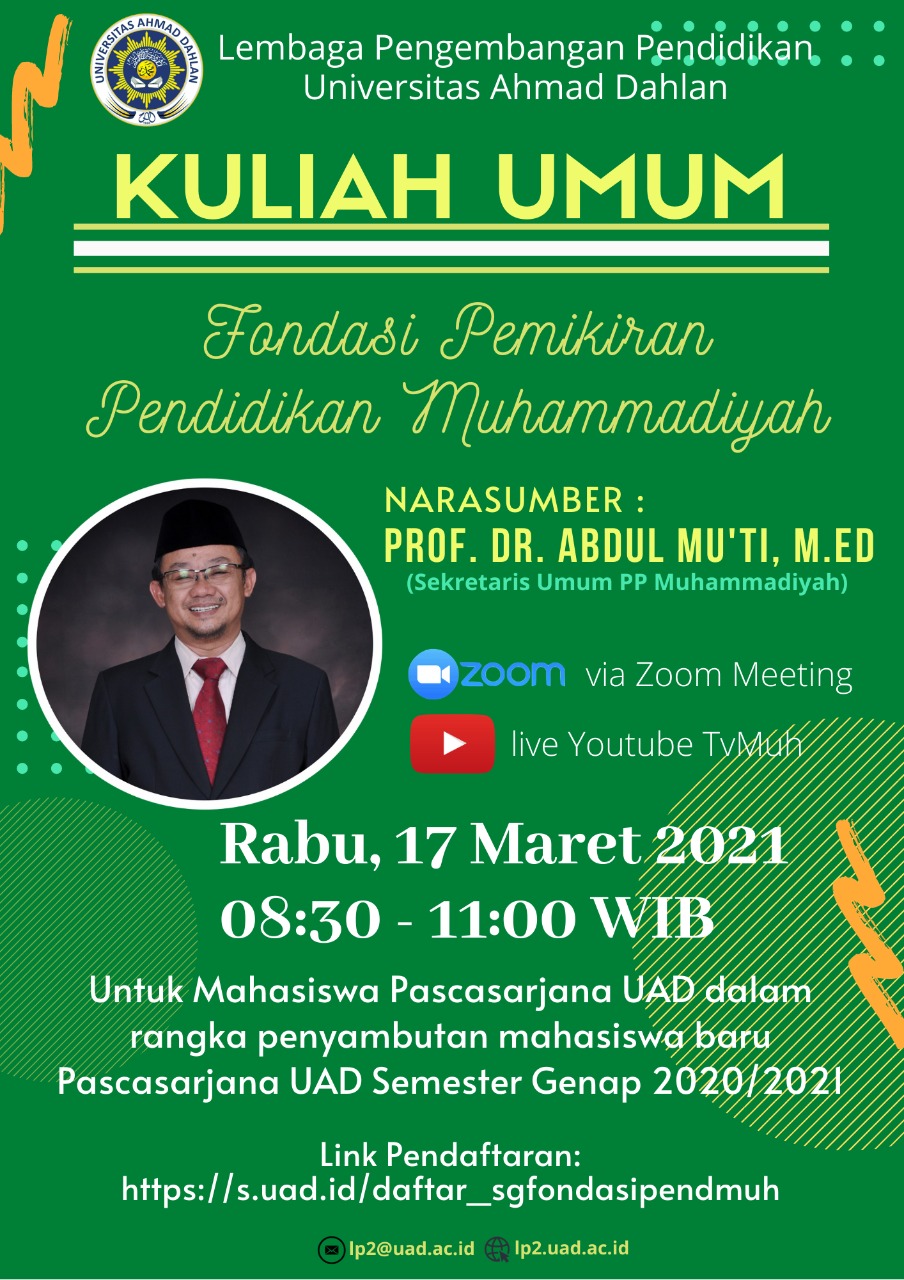 UNIVERSITAS AHMAD DAHLAN
Lembaga Pengembangan Pendidikan
Universitas Ahmad Dahlan
KULIAH UMUM
Fondasi Pemikiran
Pendidikan Muhammadiyah
NARASUMBER :
PROF. DR. ABDUL MU'TI, M.ED
(Sekretaris Umum PP Muhammadiyah)
zoom via Zoom Meeting
live Youtube TvMuh
Rabu, 17 Maret 2021
08:30 - 11:00 WIB
Untuk Mahasiswa Pascasarjana UAD dalam
rangka penyambutan mahasiswa baru
Pascasarjana UAD Semester Genap 2020/2021
Link Pendaftaran:
https://s.uad.id/daftar_sgfondasipendmuh
lp2@uad.ac.id lp2.uad.ac.id